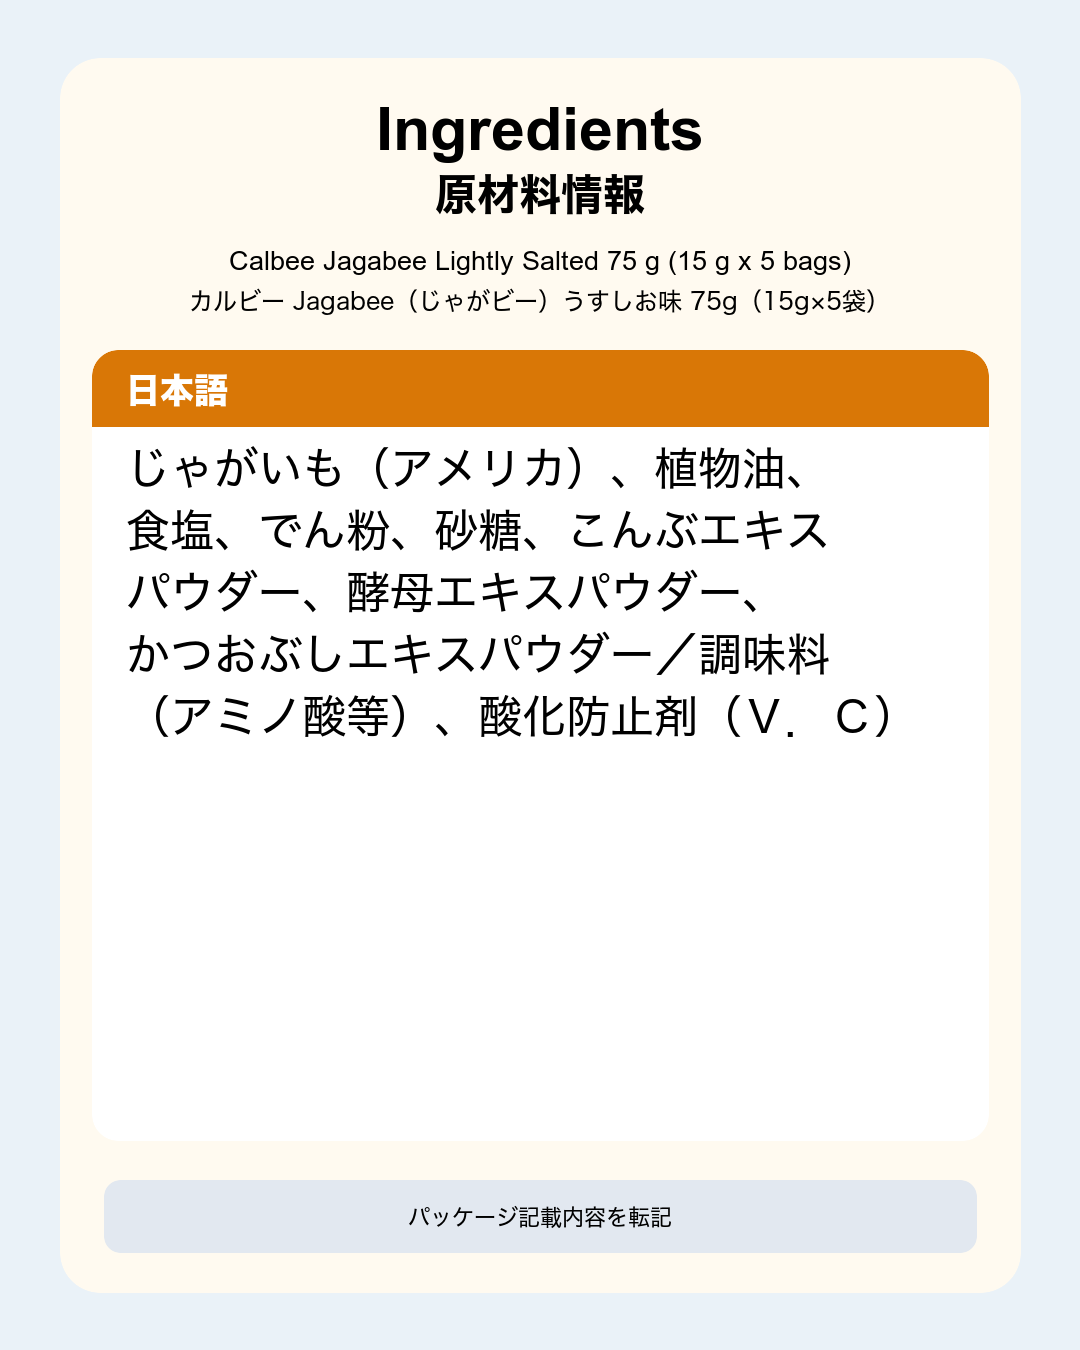 Ingredients
原材料情報
Calbee Jagabee Lightly Salted 75 g (15 g x 5 bags)
カルビー Jagabee（じゃがビー）うすしお味 75g（15g×5袋）
日本語
じゃがいも（アメリカ）、植物油、
食塩、でん粉、砂糖、こんぶエキス
パウダー、酵母エキスパウダー、
かつおぶしエキスパウダー／調味料
（アミノ酸等）、酸化防止剤（Ｖ．Ｃ）
パッケージ記載内容を転記